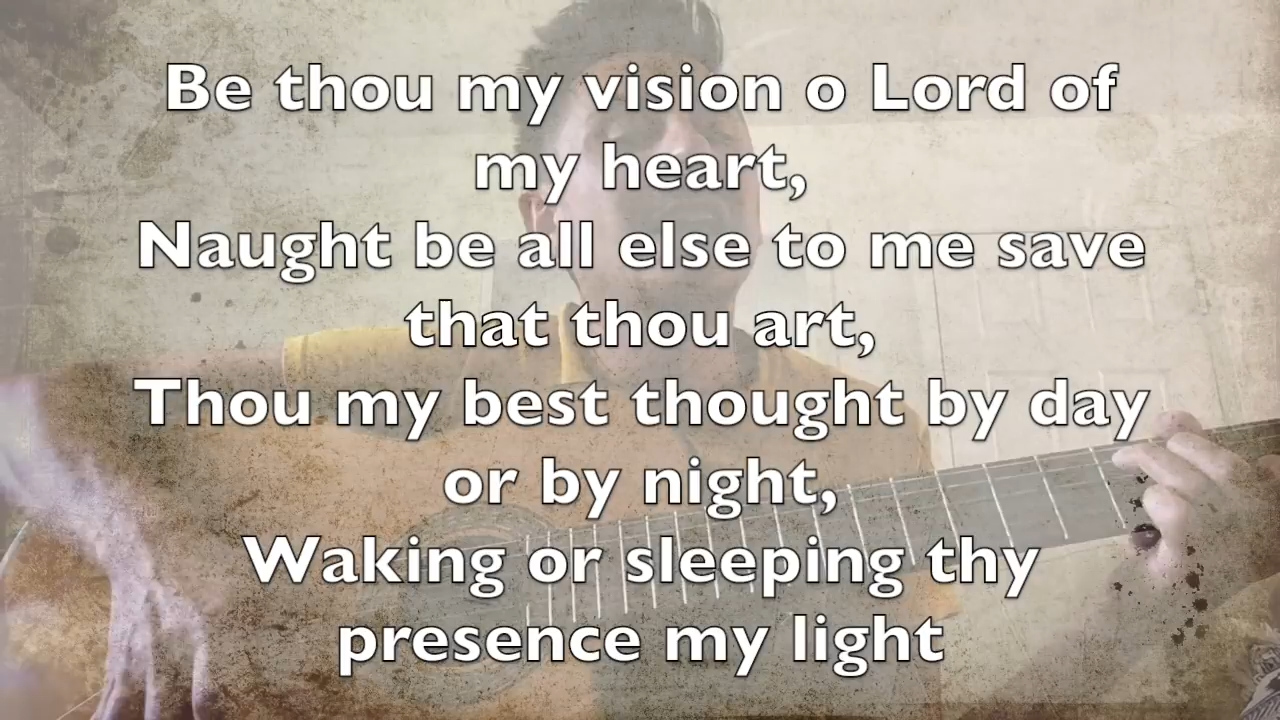 Be thou my vision o Lord of
my heart,
Naught be all else to me save
that thou art,
Thou my best thought by day
or by night,
Waking or sleeping thy
presence my light